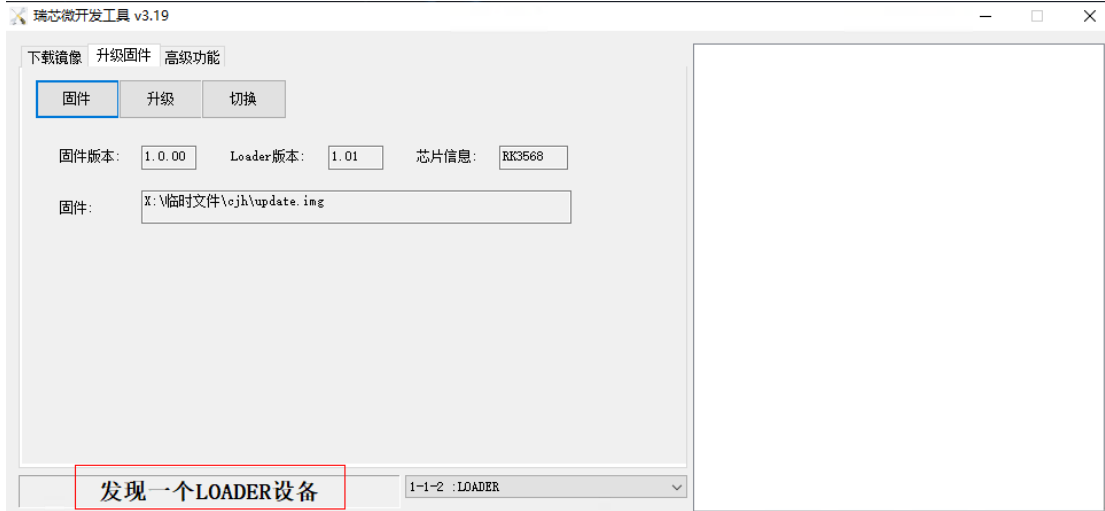 瑞芯微开发工具 v3.19
下载镜像 升级固件 高级功能
固件 升级 切换
固件版本: 1.0.00 Loader版本: 1.01 芯片信息: RK3568
固件: X:\临时文件\cjh\update.img
发现一个LOADER设备 1-1-2 :LOADER